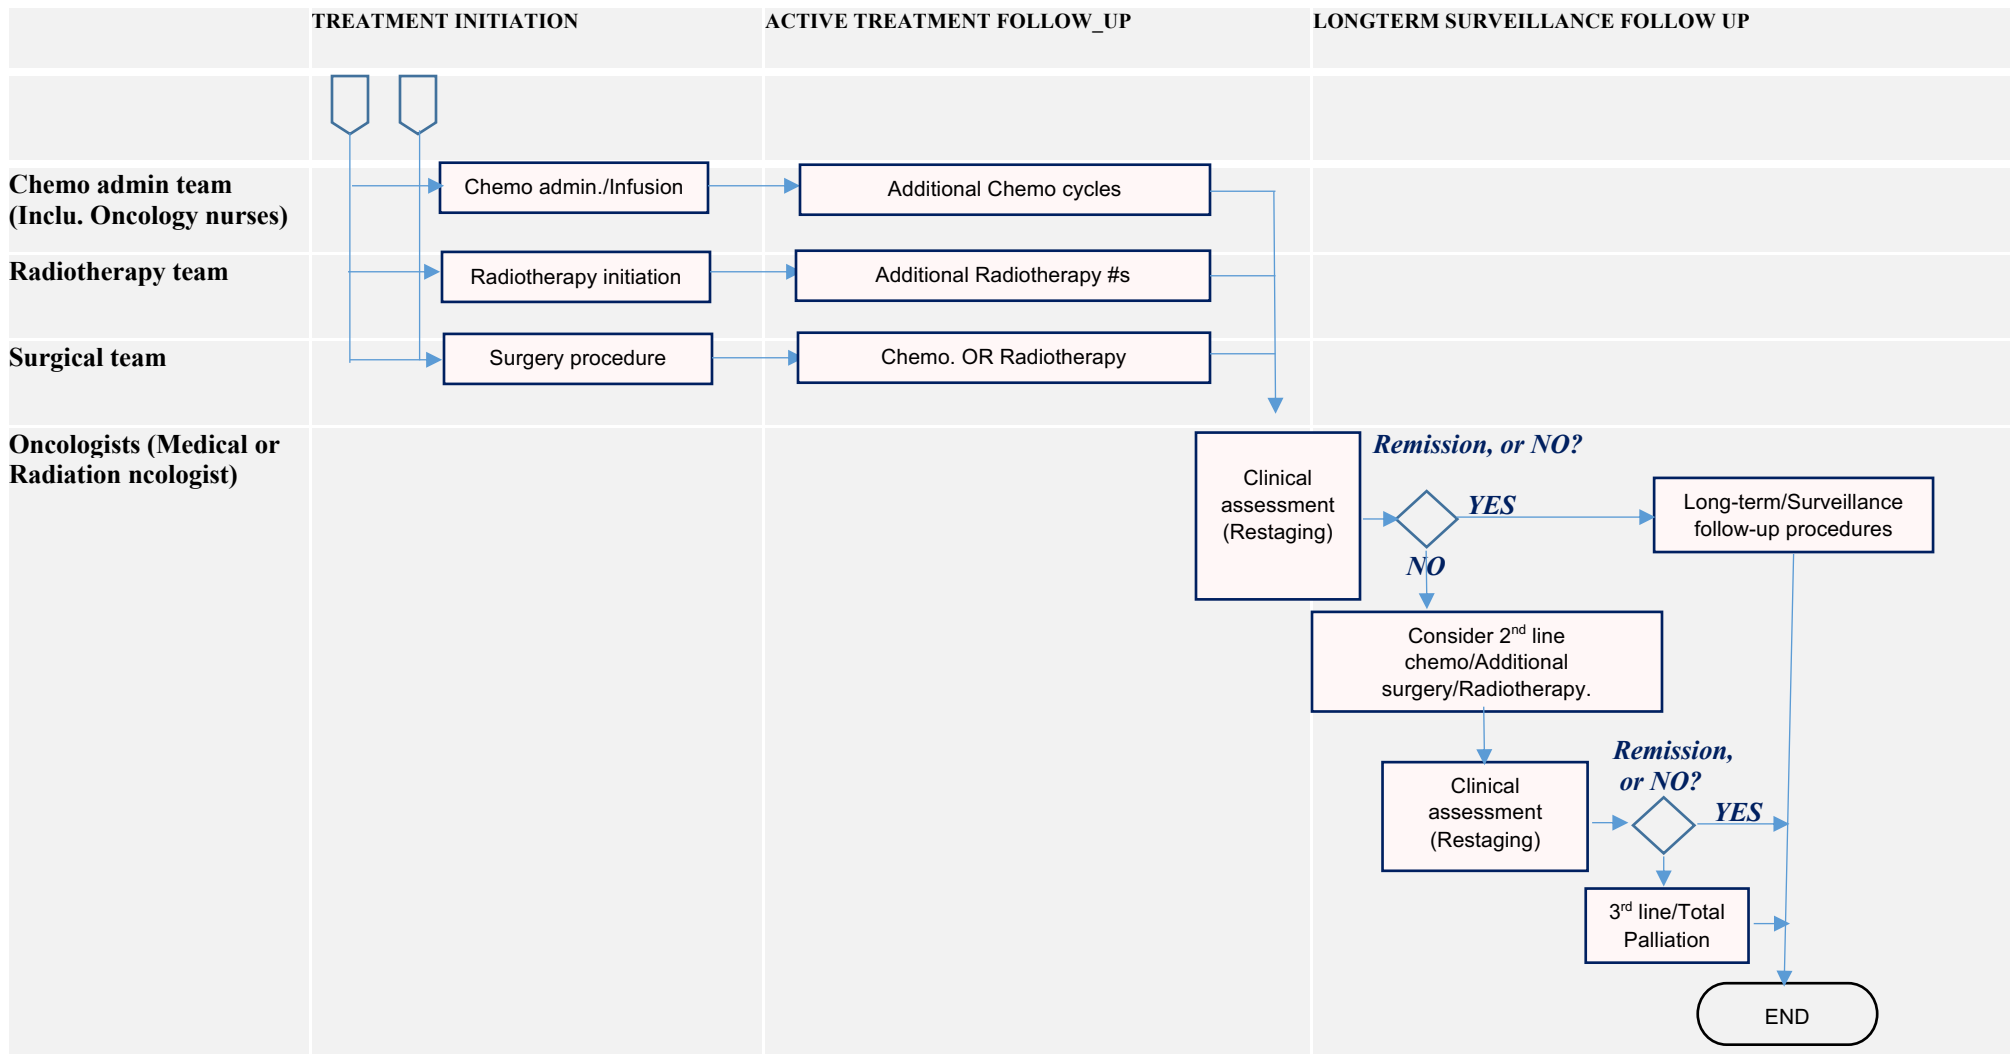 TREATMENT INITIATION
ACTIVE TREATMENT FOLLOW_UP
LONGTERM SURVEILLANCE FOLLOW UP
Chemo admin team
(Inclu. Oncology nurses)
Chemo admin./Infusion
Additional Chemo cycles
Radiotherapy team
Radiotherapy initiation
Additional Radiotherapy #s
Surgical team
Surgery procedure
Chemo. OR Radiotherapy
Oncologists (Medical or
Radiation ncologist)
Clinical
assessment
(Restaging)
Remission, or NO?
YES
Long-term/Surveillance
follow-up procedures
NO
Consider 2nd line
chemo/Additional
surgery/Radiotherapy.
Clinical
assessment
(Restaging)
Remission,
or NO?
YES
3rd line/Total
Palliation
END